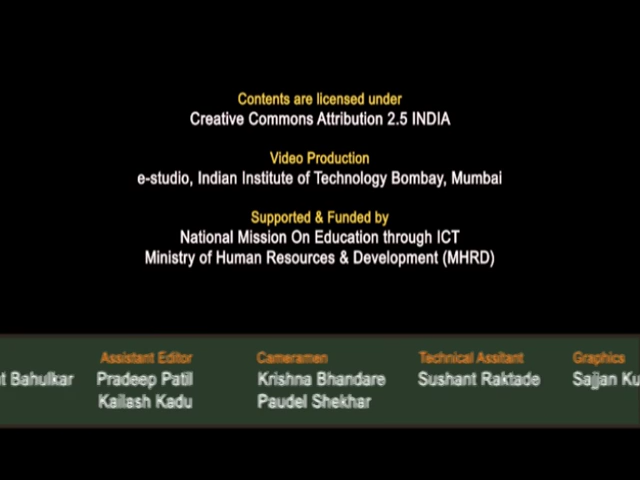 Contents are licensed under
Creative Commons Attribution 2.5 INDIA
Video Production
e-studio, Indian Institute of Technology Bombay, Mumbai
Supported & Funded by
National Mission On Education through ICT
Ministry of Human Resources & Development (MHRD)
Assistant Editor
Cameramen
Technical Assitant
Graphics
Bahulkar
Pradeep Patil
Krishna Bhandare
Sushant Raktade
Sajjan
Kailash Kadu
Paudel Shekhar